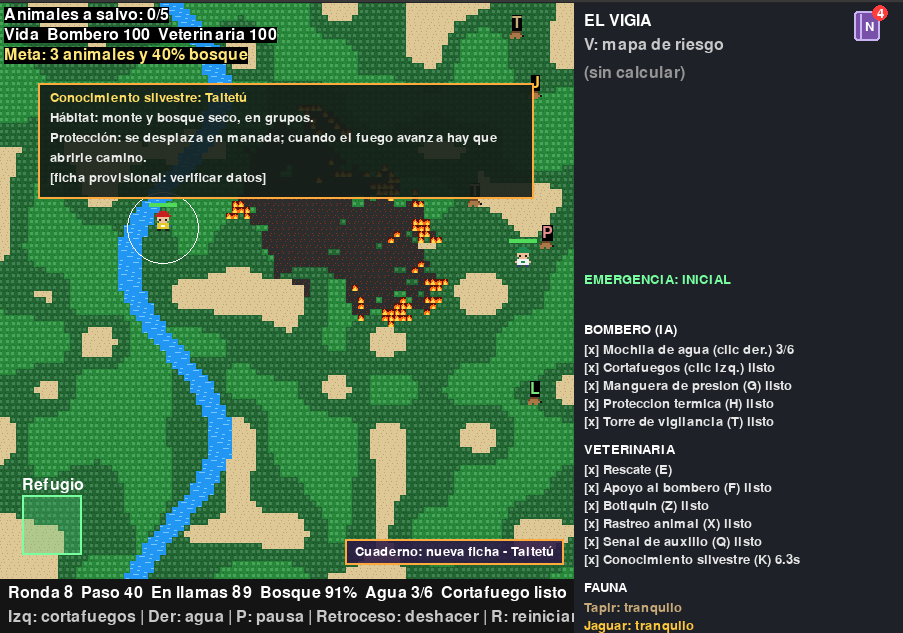 Animales a salvo: 0/5
Vida Bombero 100 Veterinaria 100
Meta: 3 animales y 40% bosque
Conocimiento silvestre: Taitetú
Hábitat: monte y bosque seco, en grupos.
Protección: se desplaza en manada; cuando el fuego avanza hay que
abrirle camino.
[ficha provisional: verificar datos]
T
J
T
P
L
Refugio
Cuaderno: nueva ficha - Taitetú
Ronda 8 Paso 40 En llamas 89 Bosque 91% Agua 3/6 Cortafuego listo
Izq: cortafuegos | Der: agua | P: pausa | Retroceso: deshacer | R: reiniciar
EL VIGIA
N
4
V: mapa de riesgo
(sin calcular)
EMERGENCIA: INICIAL
BOMBERO (IA)
[x] Mochila de agua (clic der.) 3/6
[x] Cortafuegos (clic izq.) listo
[x] Manguera de presion (G) listo
[x] Proteccion termica (H) listo
[x] Torre de vigilancia (T) listo
VETERINARIA
[x] Rescate (E)
[x] Apoyo al bombero (F) listo
[x] Botiquin (Z) listo
[x] Rastreo animal (X) listo
[x] Senal de auxilio (Q) listo
[x] Conocimiento silvestre (K) 6.3s
FAUNA
Tapir: tranquilo
Jaguar: tranquilo